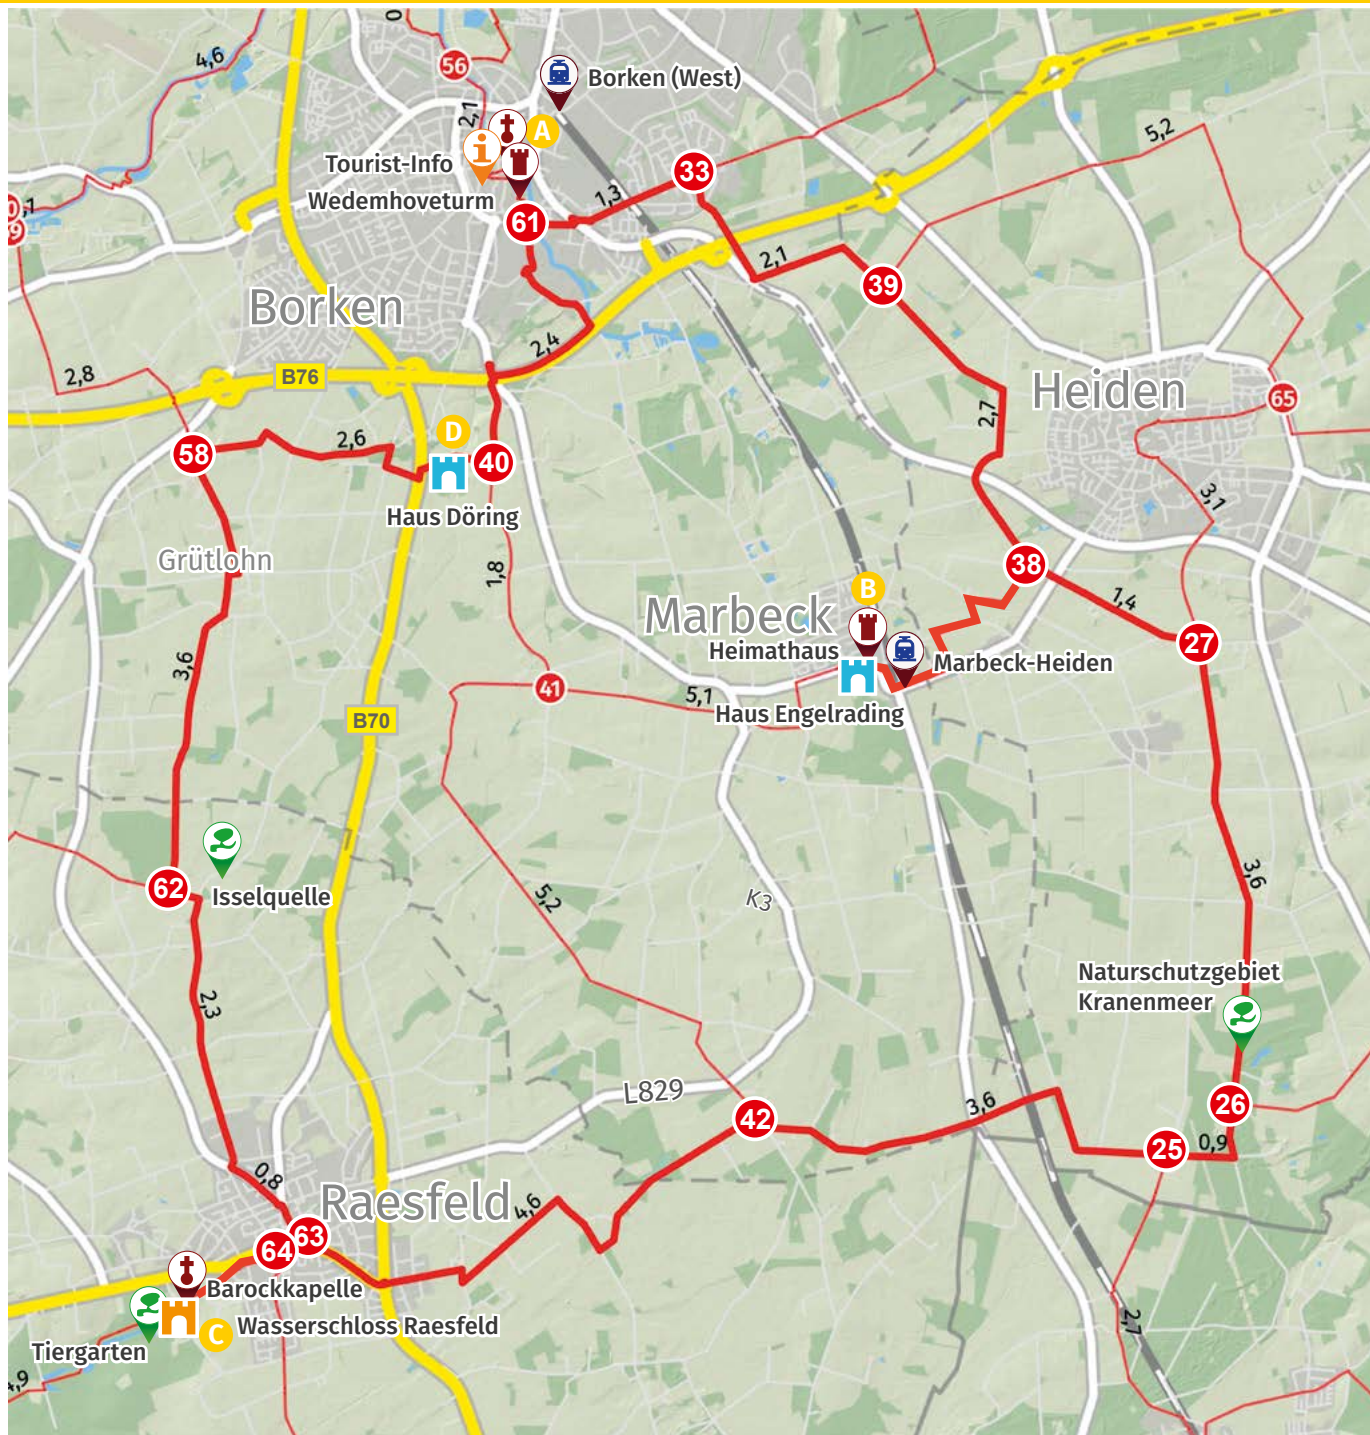 4,6
0
56
2,1
Borken (West)
A
Tourist-Info
Wedemhoveturm
61
1,3
33
5,2
2,1
39
Borken
2,4
2,8
B76
D
2,6
58
40
Haus Döring
2,7
Heiden
65
3,1
Grütlohn
1,8
38
1,4
27
B
Marbeck
Heimathaus
Marbeck-Heiden
41
5,1
Haus Engelrading
3,6
B70
62
Isselquelle
5,2
K3
3,6
Naturschutzgebiet
Kranenmeer
2,3
L829
42
3,6
26
25
0,9
0,8
Raesfeld
4,6
63
64
Barockkapelle
Wasserschloss Raesfeld
C
Tiergarten
2,7
4,9